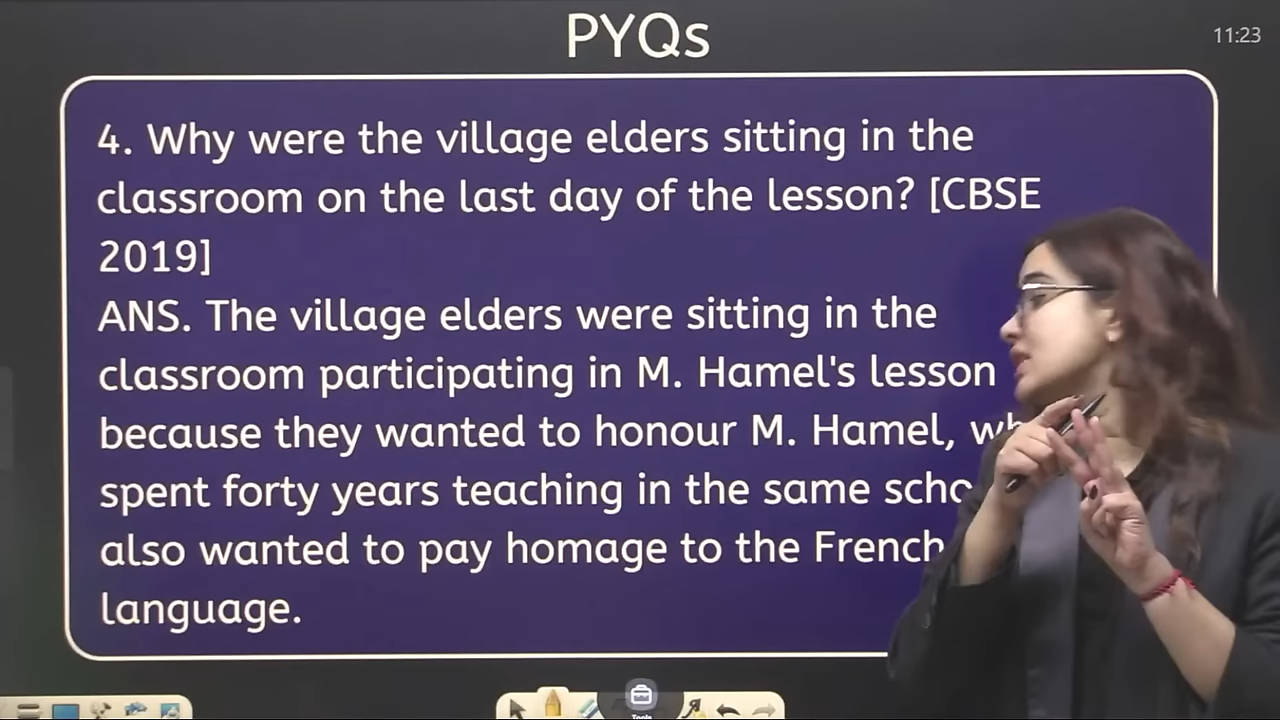 PYQs
11:23
4. Why were the village elders sitting in the
classroom on the last day of the lesson? [CBSE
2019]
ANS. The village elders were sitting in the
classroom participating in M. Hamel's lesson
because they wanted to honour M. Hamel,
spent forty years teaching in the same
also wanted to pay homage to the French
language.
Tools